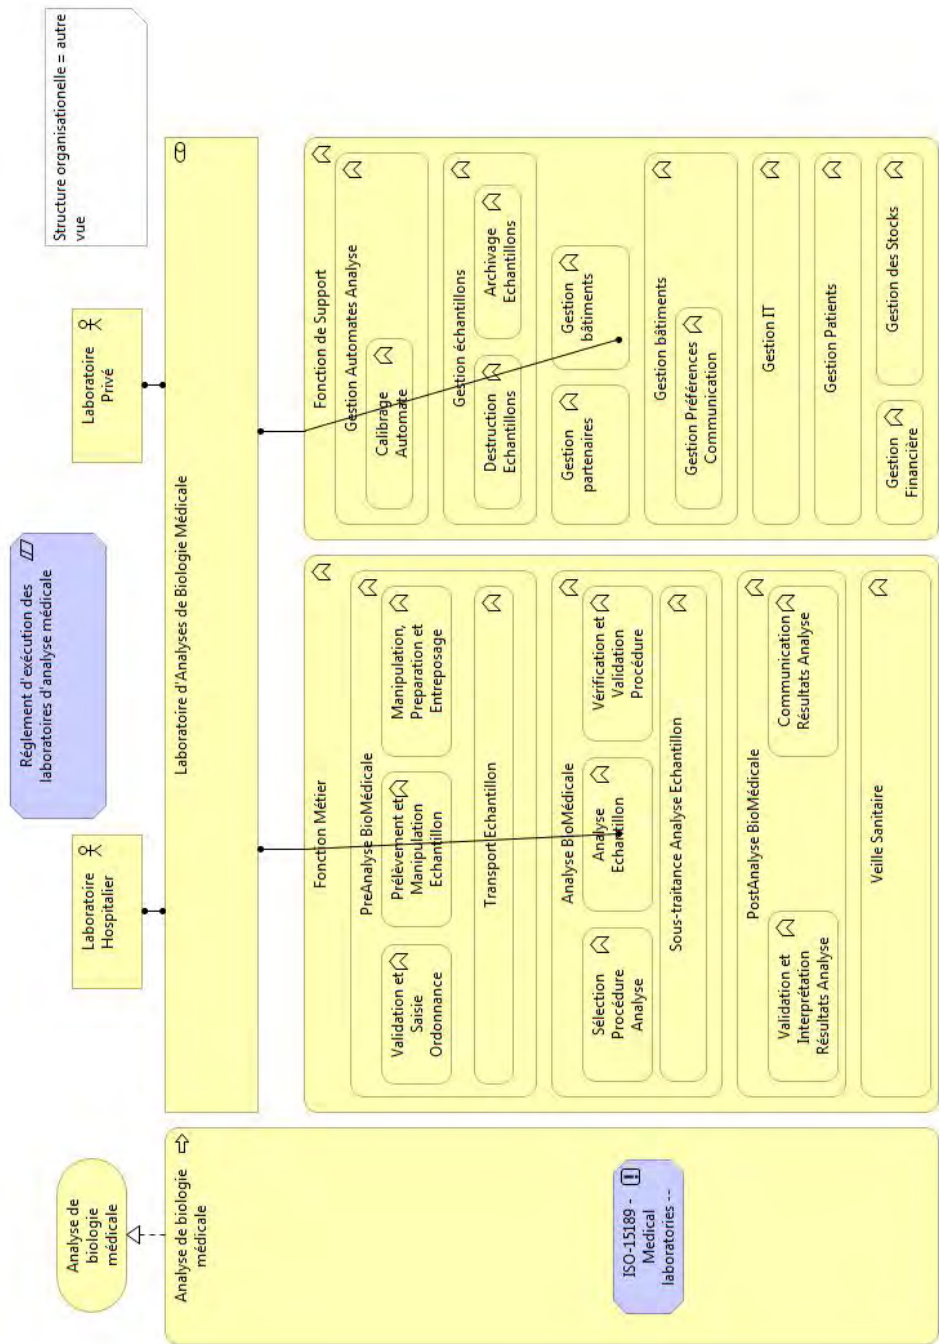 Analyse de
biologie
médicale
Laboratoire
Hospitalier
Réglement d'exécution des
laboratoires d'analyse médicale
Laboratoire
Privé
Structure organisationelle = autre
vue
Analyse de biologie
médicale
ISO-15189 -
Medical
laboratories --
Laboratoire d'Analyses de Biologie Médicale
Fonction Métier
PreAnalyse BioMédicale
Validation et
Saisie
Ordonnance
Prélèvement et
Manipulation
Echantillon
Manipulation,
Preparation et
Entreposage
Transport Echantillon
Analyse BioMédicale
Sélection
Procédure
Analyse
Analyse
Echantillon
Vérification et
Validation
Procédure
Sous-traitance Analyse Echantillon
PostAnalyse BioMédicale
Validation et
Interprétation
Résultats Analyse
Communication
Résultats Analyse
Veille Sanitaire
Fonction de Support
Gestion Automates Analyse
Calibrage
Automate
Gestion échantillons
Destruction
Echantillons
Archivage
Echantillons
Gestion
partenaires
Gestion
bâtiments
Gestion bâtiments
Gestion Préférences
Communication
Gestion IT
Gestion Patients
Gestion
Financière
Gestion des Stocks